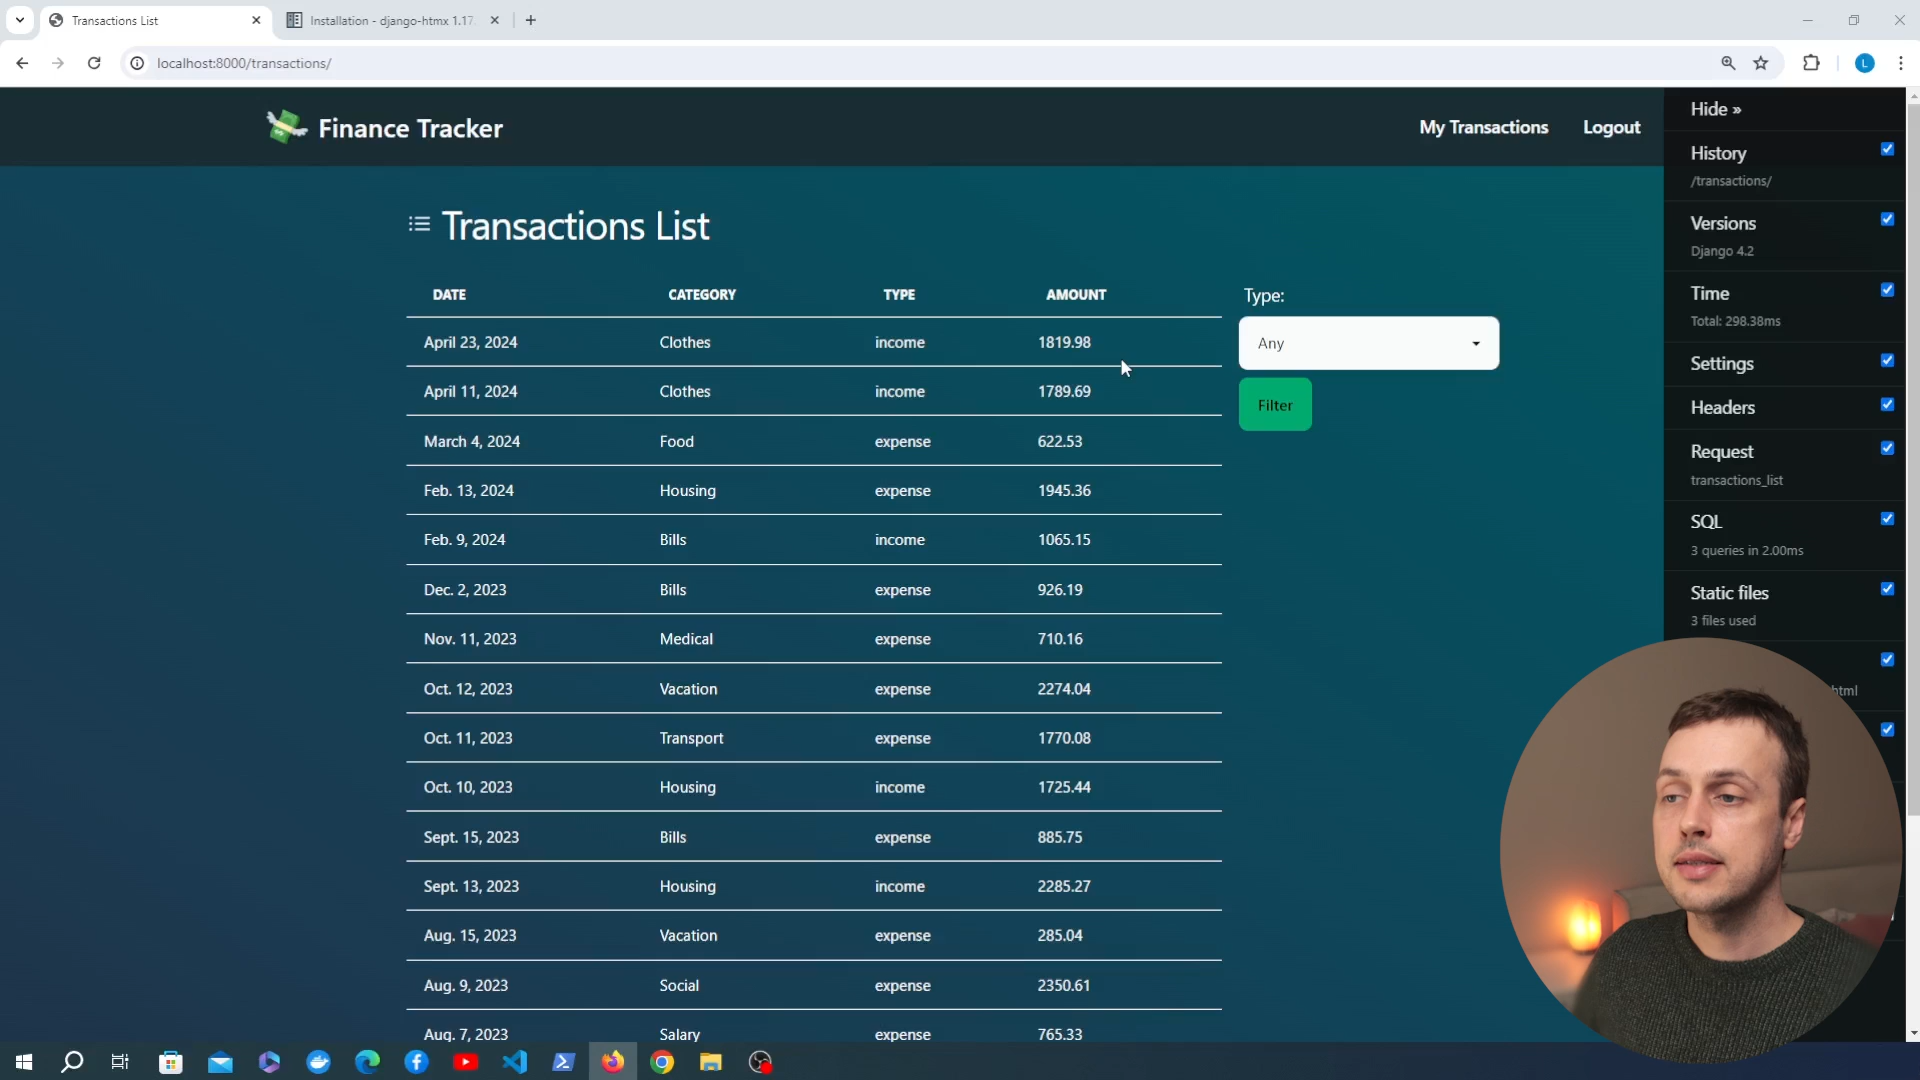 Transactions List
Installation - django-htmx 1.17
localhost:8000/transactions/
L
Finance Tracker
My Transactions
Logout
Hide »
History
/transactions/
Versions
Django 4.2
Time
Total: 298.38ms
Settings
Headers
Request
transactions_list
SQL
3 queries in 2.00ms
Static files
3 files used
html
Transactions List
DATE CATEGORY TYPE AMOUNT
April 23, 2024 Clothes income 1819.98
April 11, 2024 Clothes income 1789.69
March 4, 2024 Food expense 622.53
Feb. 13, 2024 Housing expense 1945.36
Feb. 9, 2024 Bills income 1065.15
Dec. 2, 2023 Bills expense 926.19
Nov. 11, 2023 Medical expense 710.16
Oct. 12, 2023 Vacation expense 2274.04
Oct. 11, 2023 Transport expense 1770.08
Oct. 10, 2023 Housing income 1725.44
Sept. 15, 2023 Bills expense 885.75
Sept. 13, 2023 Housing income 2285.27
Aug. 15, 2023 Vacation expense 285.04
Aug. 9, 2023 Social expense 2350.61
Aug. 7, 2023 Salary expense 765.33
Type:
Any
Filter